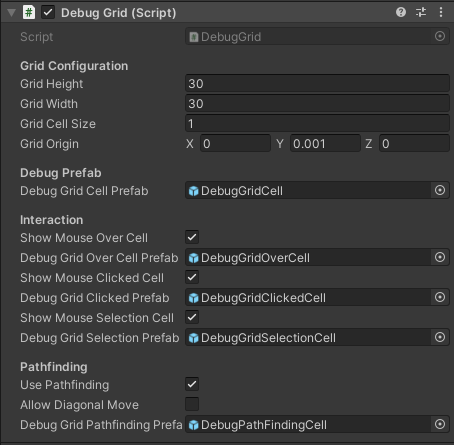 Debug Grid (Script)
Script DebugGrid
Grid Configuration
Grid Height 30
Grid Width 30
Grid Cell Size 1
Grid Origin X 0 Y 0.001 Z 0
Debug Prefab
Debug Grid Cell Prefab DebugGridCell
Interaction
Show Mouse Over Cell
Debug Grid Over Cell Prefab DebugGridOverCell
Show Mouse Clicked Cell
Debug Grid Clicked Prefab DebugGridClickedCell
Show Mouse Selection Cell
Debug Grid Selection Prefab DebugGridSelectionCell
Pathfinding
Use Pathfinding
Allow Diagonal Move
Debug Grid Pathfinding Prefa DebugPathFindingCell